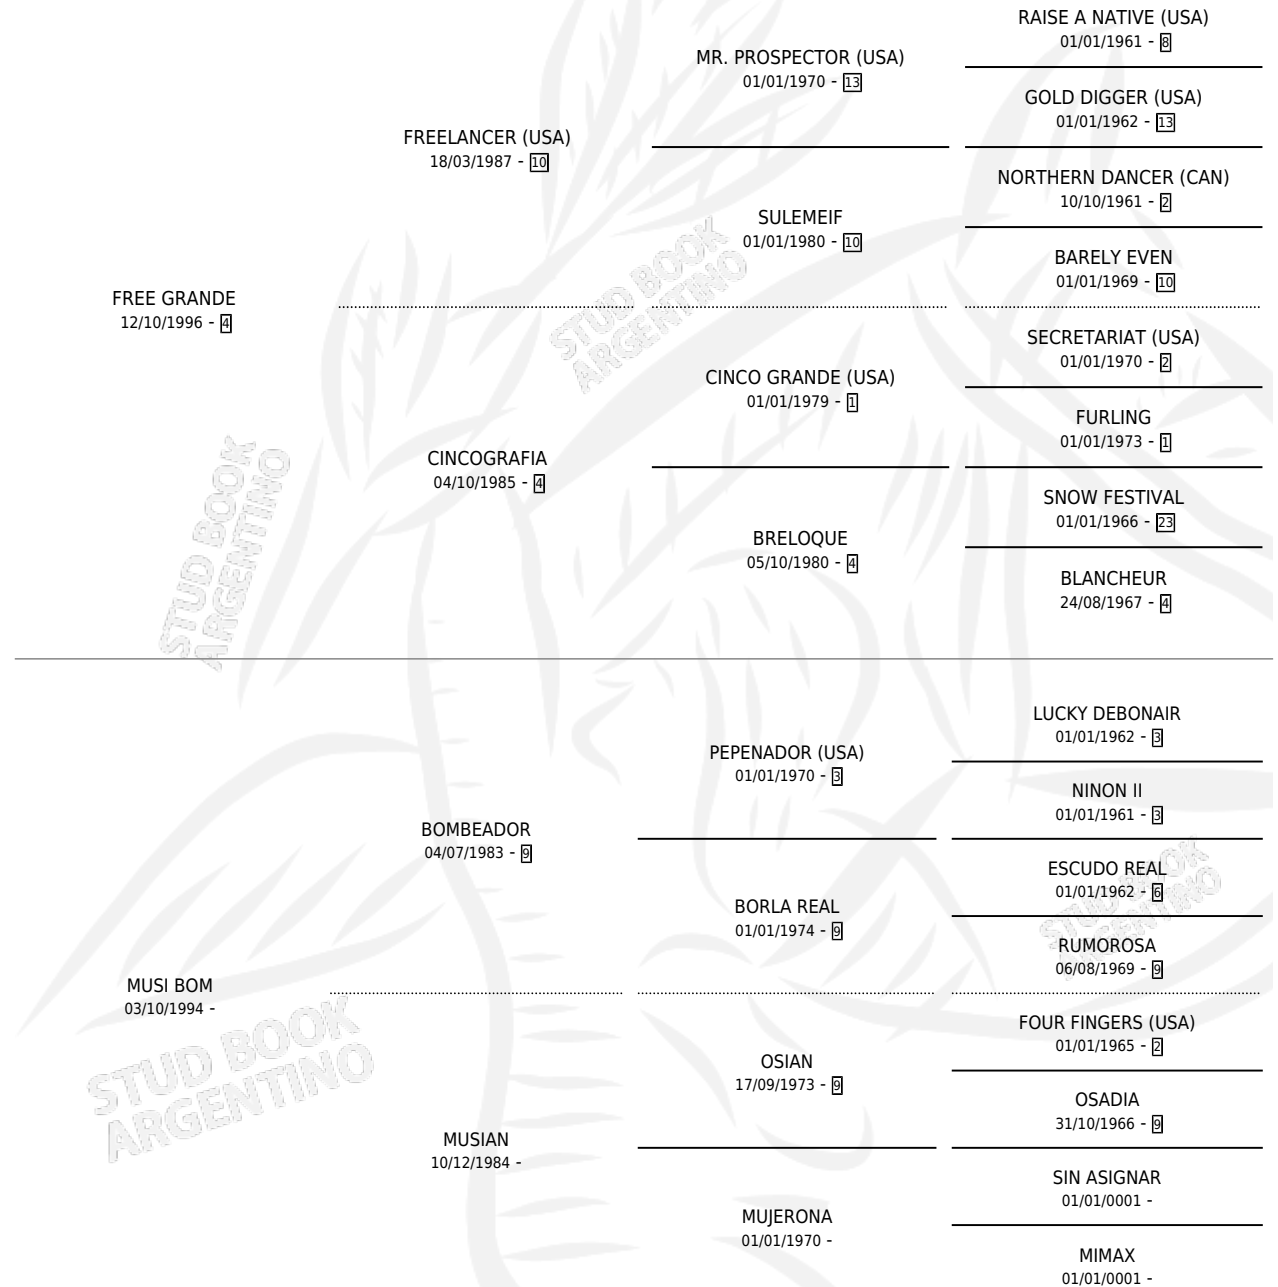 RAISE A NATIVE (USA)
01/01/1961 - 8
MR. PROSPECTOR (USA)
01/01/1970 - 13
GOLD DIGGER (USA)
01/01/1962 - 13
FREELANCER (USA)
18/03/1987 - 10
NORTHERN DANCER (CAN)
10/10/1961 - 2
SULEMEIF
01/01/1980 - 10
BARELY EVEN
01/01/1969 - 10
FREE GRANDE
12/10/1996 - 4
STUD BOOK
ARGENTINO
SECRETARIAT (USA)
01/01/1970 - 2
CINCO GRANDE (USA)
01/01/1979 - 1
FURLING
01/01/1973 - 1
CINCOGRAFIA
04/10/1985 - 4
SNOW FESTIVAL
01/01/1966 - 23
BRELOQUE
05/10/1980 - 4
BLANCHEUR
24/08/1967 - 4
STUD BOOK
ARGENTINO
LUCKY DEBONAIR
01/01/1962 - 3
PEPENADOR (USA)
01/01/1970 - 3
NINON II
01/01/1961 - 3
BOMBEADOR
04/07/1983 - 9
ESCUDO REAL
01/01/1962 - 6
BORLA REAL
01/01/1974 - 9
STUD BOOK
ARGENTINO
RUMOROSA
06/08/1969 - 9
MUSI BOM
03/10/1994 -
FOUR FINGERS (USA)
01/01/1965 - 2
OSIAN
17/09/1973 - 9
OSADIA
31/10/1966 - 9
STUD BOOK
ARGENTINO
MUSIAN
10/12/1984 -
SIN ASIGNAR
01/01/0001 -
MUJERONA
01/01/1970 -
MIMAX
01/01/0001 -